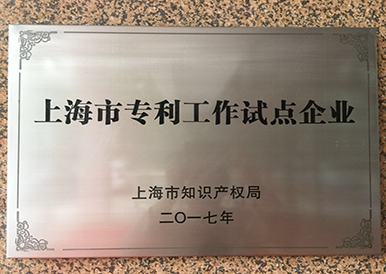 上海市专利工作试点企业
上海市知识产权局
二〇一七年